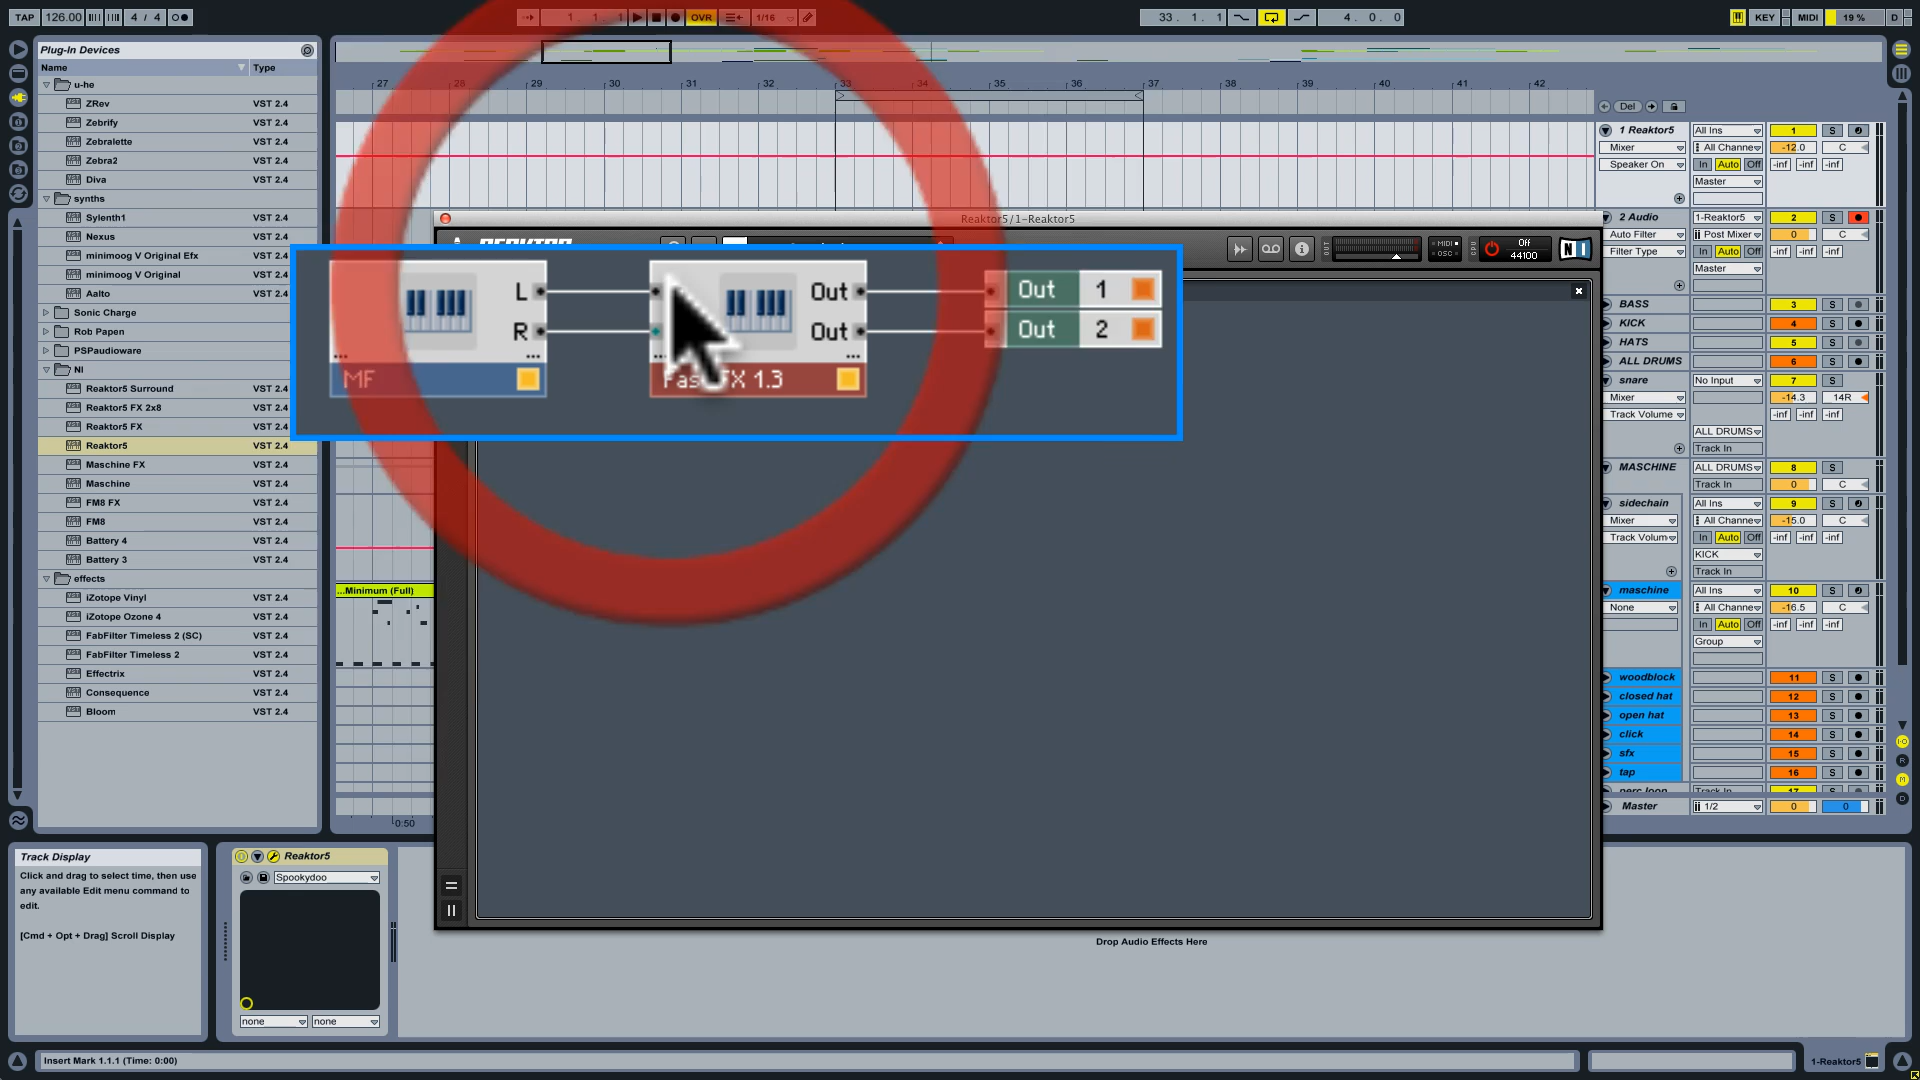 TAP 126.00 4 / 4
1. 1. 1 OVR 1/16
33. 1. 1 4. 0. 0
KEY MIDI 19 % D
Plug-In Devices
Name Type
u-he
ZRev VST 2.4
Zebrify VST 2.4
Zebralette VST 2.4
Zebra2 VST 2.4
Diva VST 2.4
synths
Sylenth1 VST 2.4
Nexus VST 2.4
minimoog V Original Efx VST 2.4
minimoog V Original VST 2.4
Aalto VST 2.4
Sonic Charge
Rob Papen
PSPaudioware
NI
Reaktor5 Surround VST 2.4
Reaktor5 FX 2x8 VST 2.4
Reaktor5 FX VST 2.4
Reaktor5 VST 2.4
Maschine FX VST 2.4
Maschine VST 2.4
FM8 FX VST 2.4
FM8 VST 2.4
Battery 4 VST 2.4
Battery 3 VST 2.4
effects
iZotope Vinyl VST 2.4
iZotope Ozone 4 VST 2.4
FabFilter Timeless 2 (SC) VST 2.4
FabFilter Timeless 2 VST 2.4
Effectrix VST 2.4
Consequence VST 2.4
Bloom VST 2.4
27 28 29 30 31 32 33 34 35 36 37 38 39 40 41 42
Reaktor5/1-Reaktor5
MIDI
OSC
OUT
CPU
Off
44100
NI
L Out Out 1
R Out Out 2
MF
FX 1.3
...Minimum (Full)
0:50
Del
1 Reaktor5 All Ins 1 S
Mixer All Channe -12.0 C
Speaker On In Auto Off -inf -inf -inf
Master
2 Audio 1-Reaktor5 2 S
Auto Filter Post Mixer 0 C
Filter Type In Auto Off -inf -inf -inf
Master
BASS 3 S
KICK 4 S
HATS 5 S
ALL DRUMS 6 S
snare No Input 7 S
Mixer -14.3 14R
Track Volume -inf -inf -inf
ALL DRUMS
Track In
MASCHINE ALL DRUMS 8 S
Track In 0 C
sidechain All Ins 9 S
Mixer All Channe -15.0 C
Track Volum In Auto Off -inf -inf -inf
KICK
Track In
maschine All Ins 10 S
None All Channe -16.5 C
In Auto Off -inf -inf -inf
Group
woodblock 11 S
closed hat 12 S
open hat 13 S
click 14 S
sfx 15 S
tap 16 S
perc loop Track In 17 S
Master 1/2 0 0
Track Display
Click and drag to select time, then use
any available Edit menu command to
edit.
[Cmd + Opt + Drag] Scroll Display
Reaktor5
Spookydoo
none none
Drop Audio Effects Here
Insert Mark 1.1.1 (Time: 0:00)
1-Reaktor5